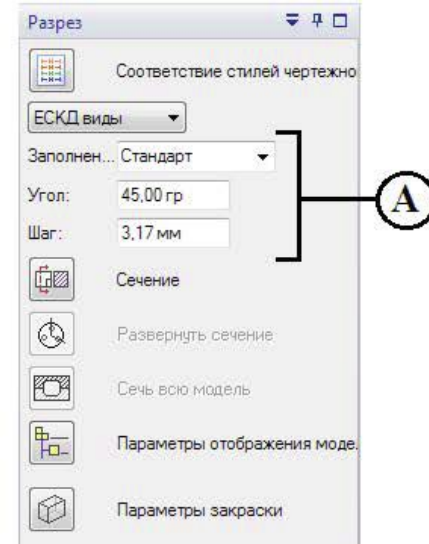 Разрез
Соответствие стилей чертежно
ЕСКД виды
Заполнен... Стандарт
Угол: 45,00 гр
Шаг: 3,17 мм
A
Сечение
Развернуть сечение
Сечь всю модель
Параметры отображения моде.
Параметры закраски